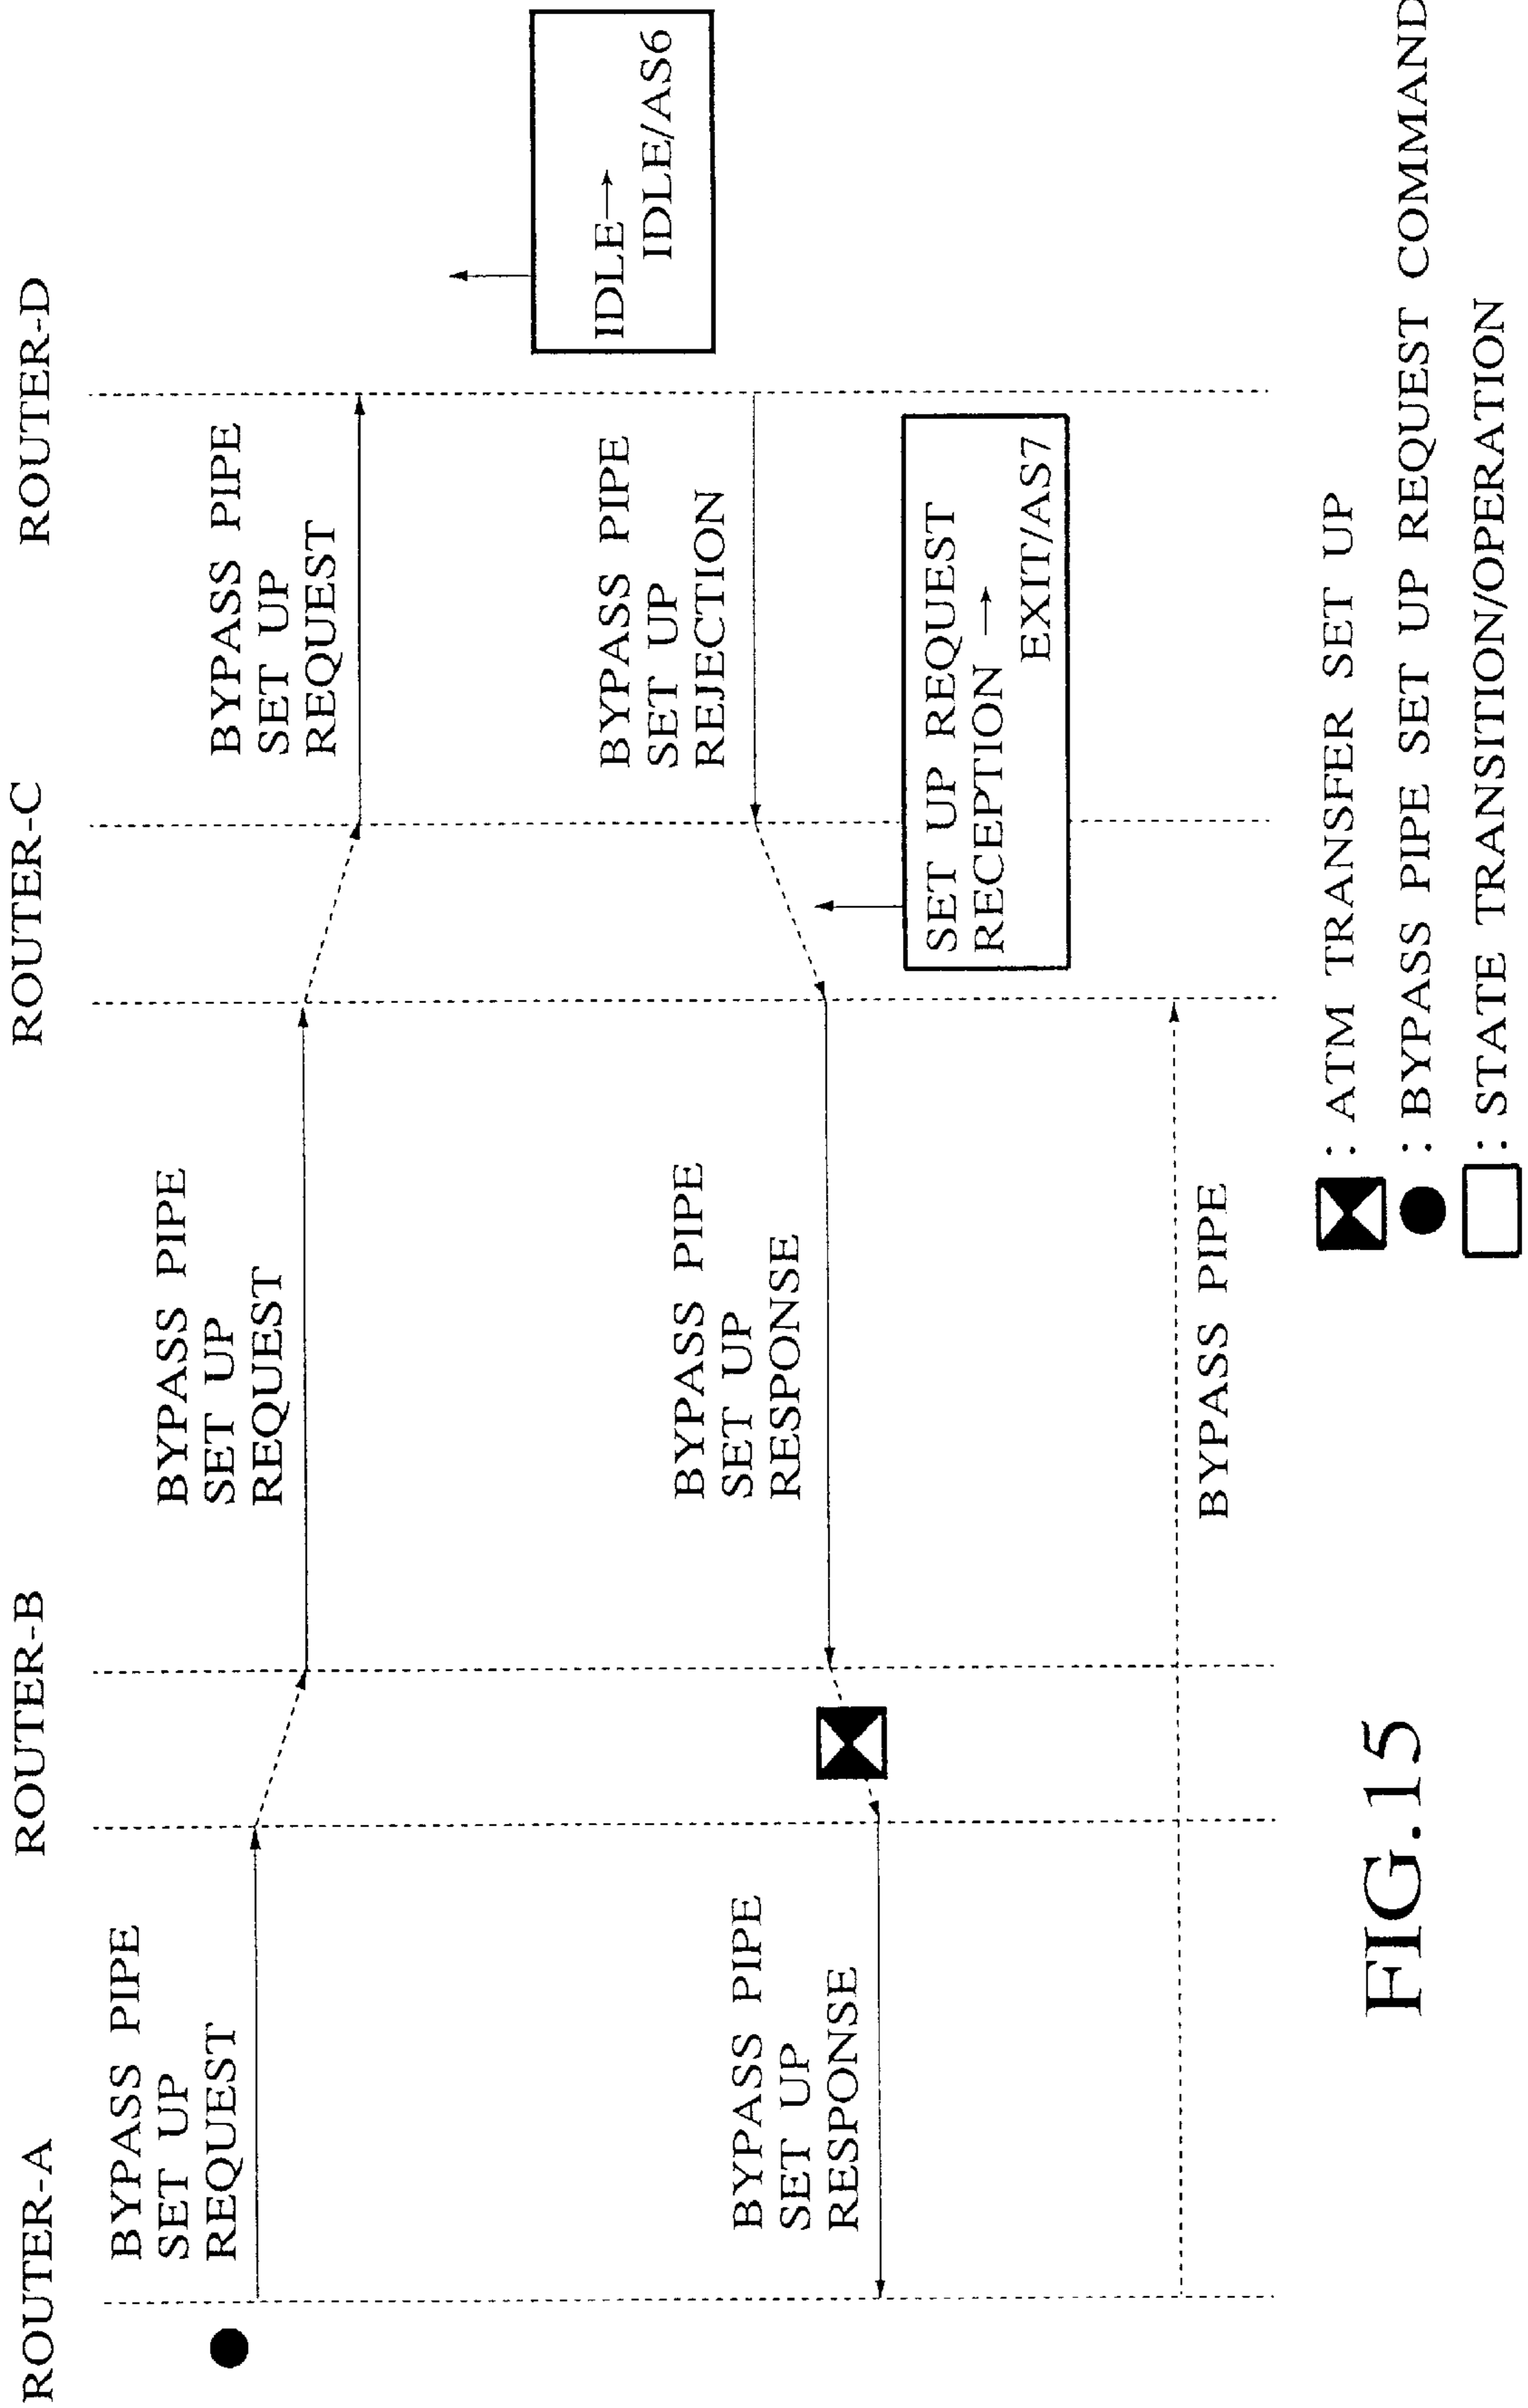 ROUTER-A
ROUTER-B
ROUTER-C
ROUTER-D
BYPASS PIPE
SET UP
REQUEST
BYPASS PIPE
SET UP
REQUEST
BYPASS PIPE
SET UP
REQUEST
IDLE→
IDLE/AS6
BYPASS PIPE
SET UP
REJECTION
BYPASS PIPE
SET UP
RESPONSE
BYPASS PIPE
SET UP
RESPONSE
SET UP REQUEST
RECEPTION →
EXIT/AS7
BYPASS PIPE
: ATM TRANSFER SET UP
: BYPASS PIPE SET UP REQUEST COMMAND
: STATE TRANSITION/OPERATION
FIG.15